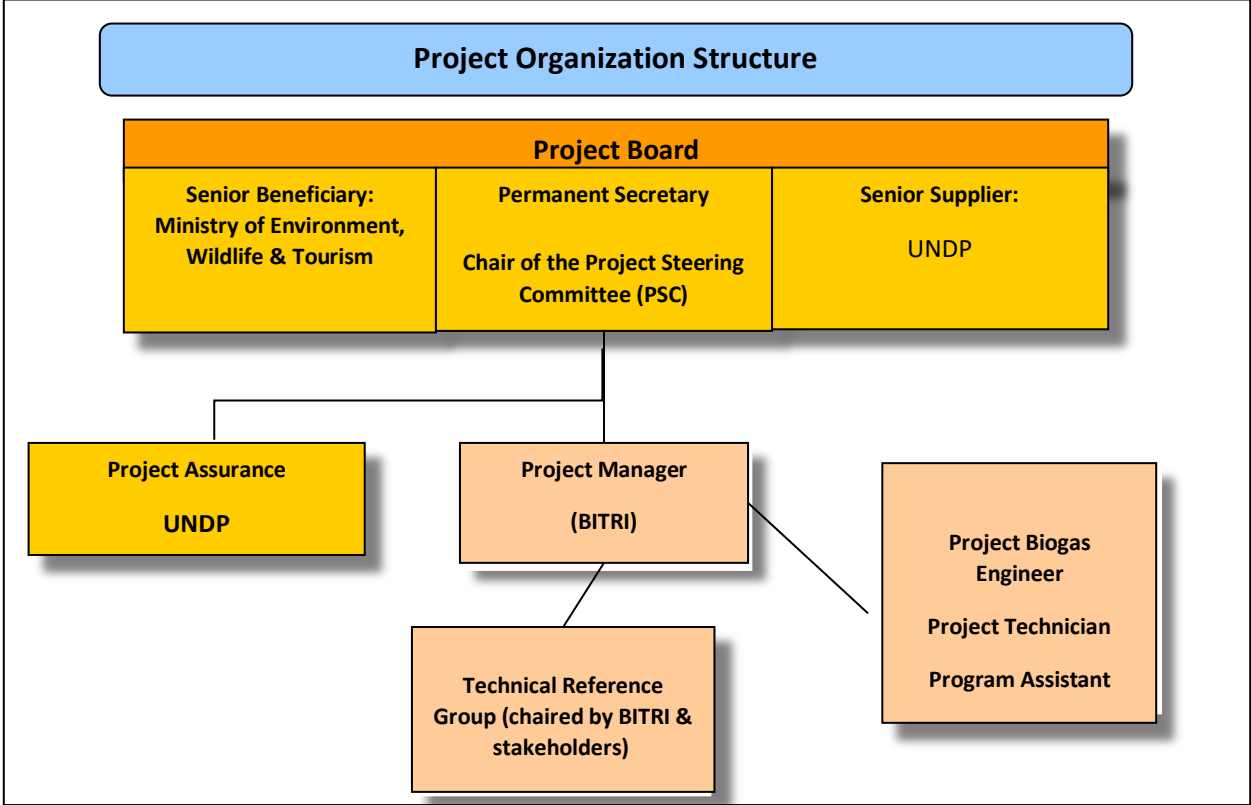 Project Organization Structure
Project Board
Senior Beneficiary:
Ministry of Environment,
Wildlife & Tourism
Permanent Secretary
Chair of the Project Steering
Committee (PSC)
Senior Supplier:
UNDP
Project Assurance
UNDP
Project Manager
(BITRI)
Project Biogas
Engineer
Project Technician
Program Assistant
Technical Reference
Group (chaired by BITRI &
stakeholders)